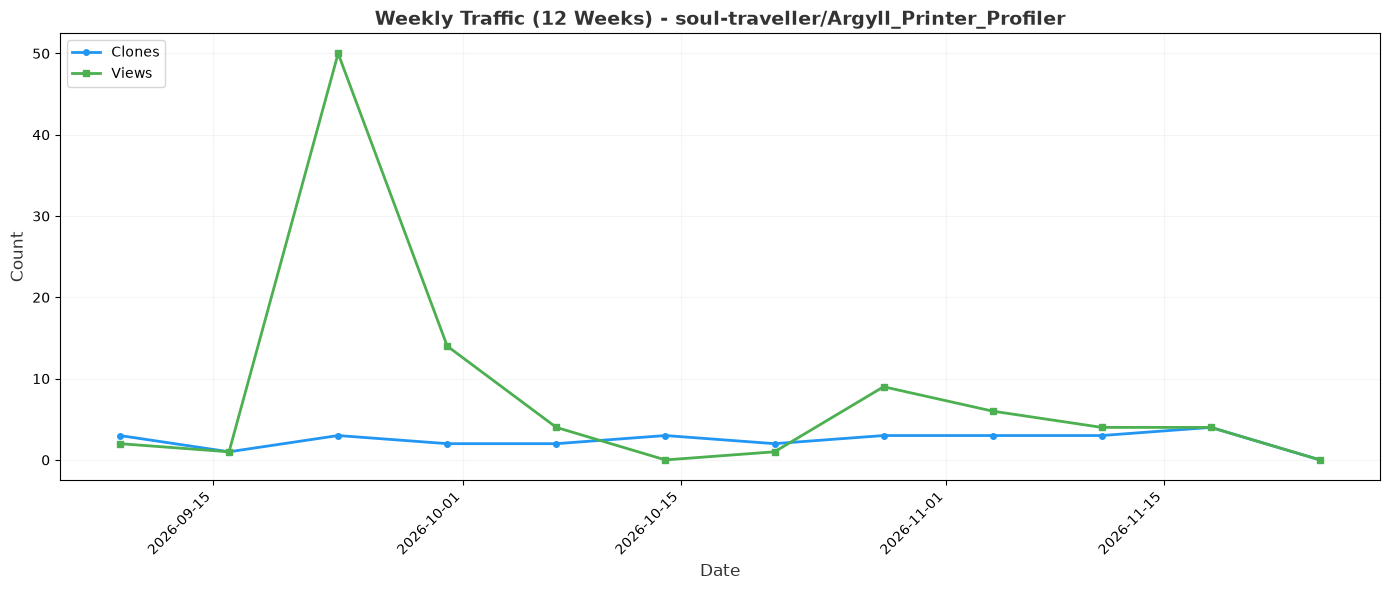 Weekly Traffic (12 Weeks) - soul-traveller/Argyll_Printer_Profiler
Clones
Views
50
40
30
20
10
0
Count
2026-09-15
2026-10-01
2026-10-15
2026-11-01
2026-11-15
Date